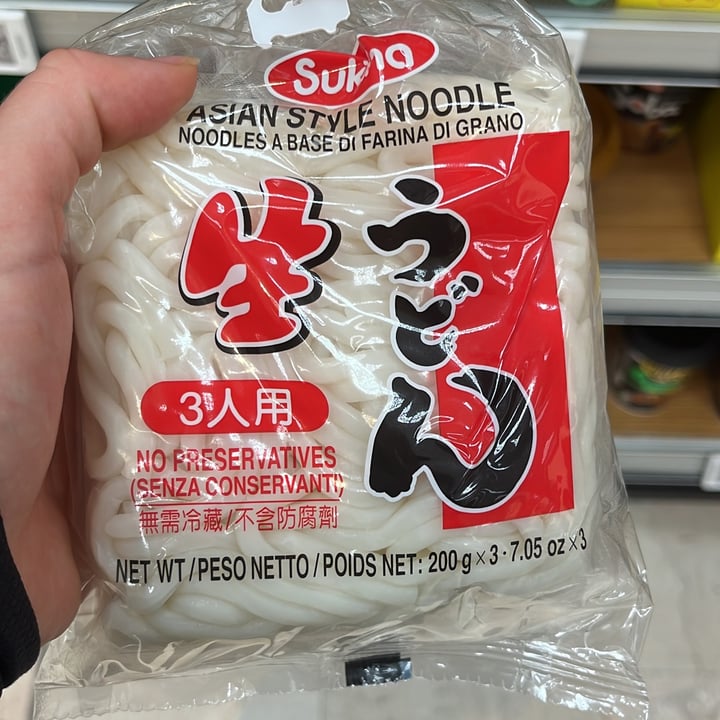 ASIAN STYLE NOODLE
NOODLES A BASE DI FARINA DI GRANO
生
うどん
3人用
NO PRESERVATIVES
(SENZA CONSERVANTI)
無需冷藏/不含防腐劑
NET WT/PESO NETTO/POIDS NET: 200 g×3·7.05 oz×3